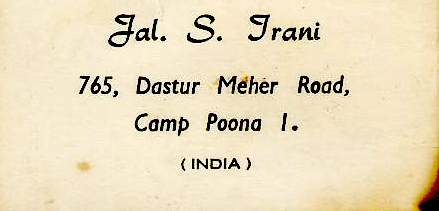 Jal. S. Irani
765, Dastur Meher Road,
Camp Poona 1.
( INDIA )